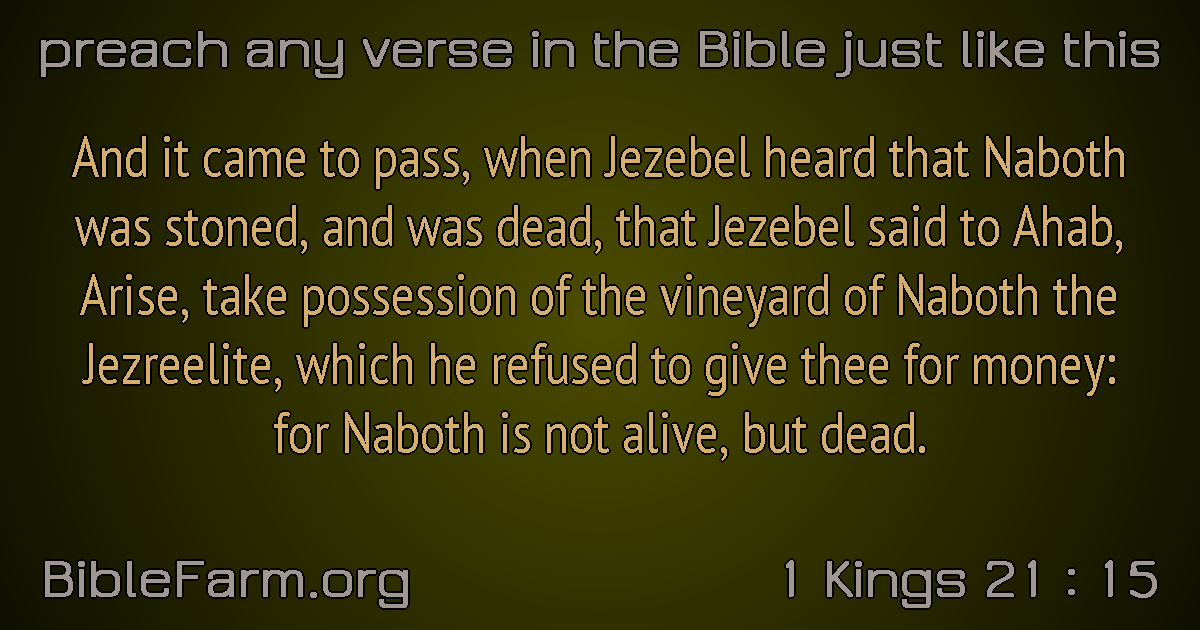 preach any verse in the Bible just like this
And it came to pass, when Jezebel heard that Naboth
was stoned, and was dead, that Jezebel said to Ahab,
Arise, take possession of the vineyard of Naboth the
Jezreelite, which he refused to give thee for money:
for Naboth is not alive, but dead.
BibleFarm.org
1 Kings 21 : 15